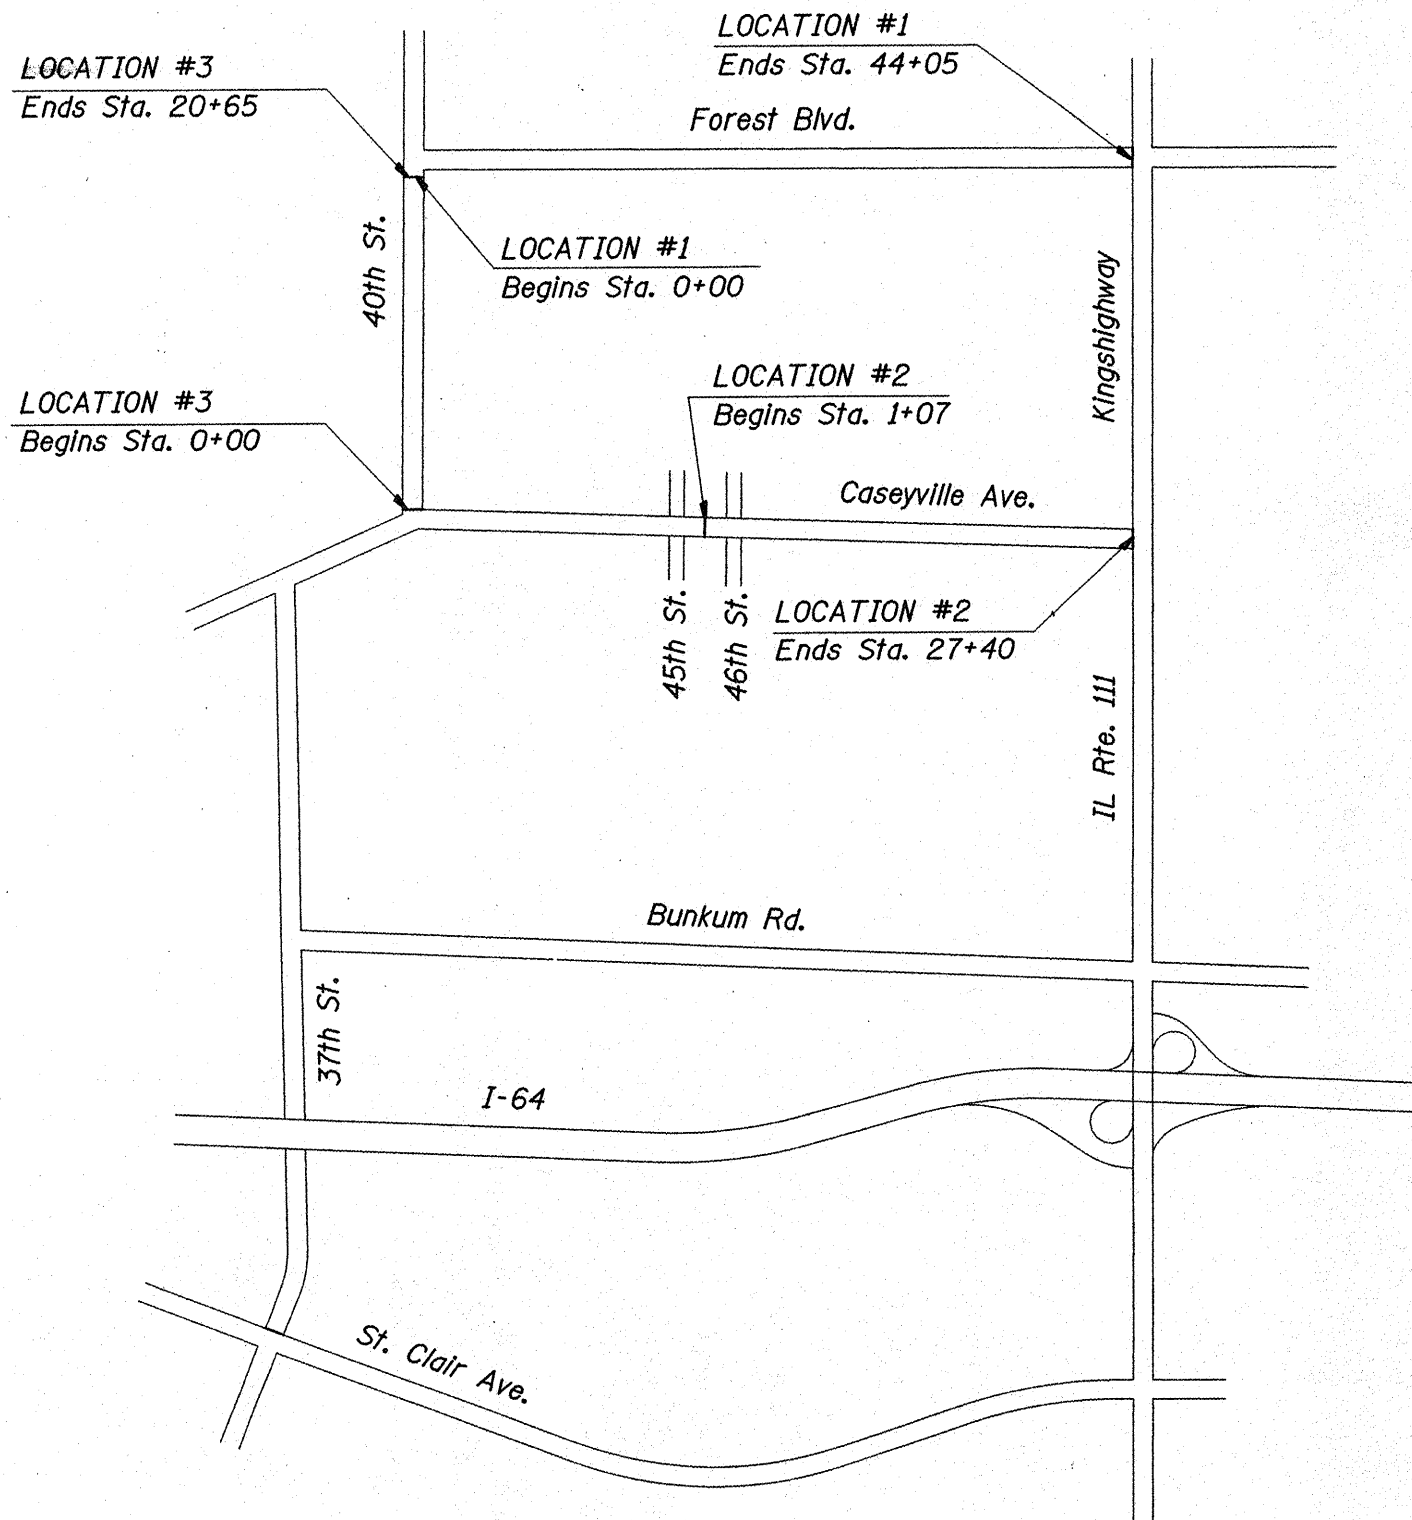 LOCATION #1
Ends Sta. 44+05
LOCATION #3
Ends Sta. 20+65
Forest Blvd.
40th St.
LOCATION #1
Begins Sta. 0+00
Kingshighway
LOCATION #2
Begins Sta. 1+07
LOCATION #3
Begins Sta. 0+00
Caseyville Ave.
45th St.
46th St.
LOCATION #2
Ends Sta. 27+40
IL Rte. 111
Bunkum Rd.
37th St.
I-64
St. Clair Ave.